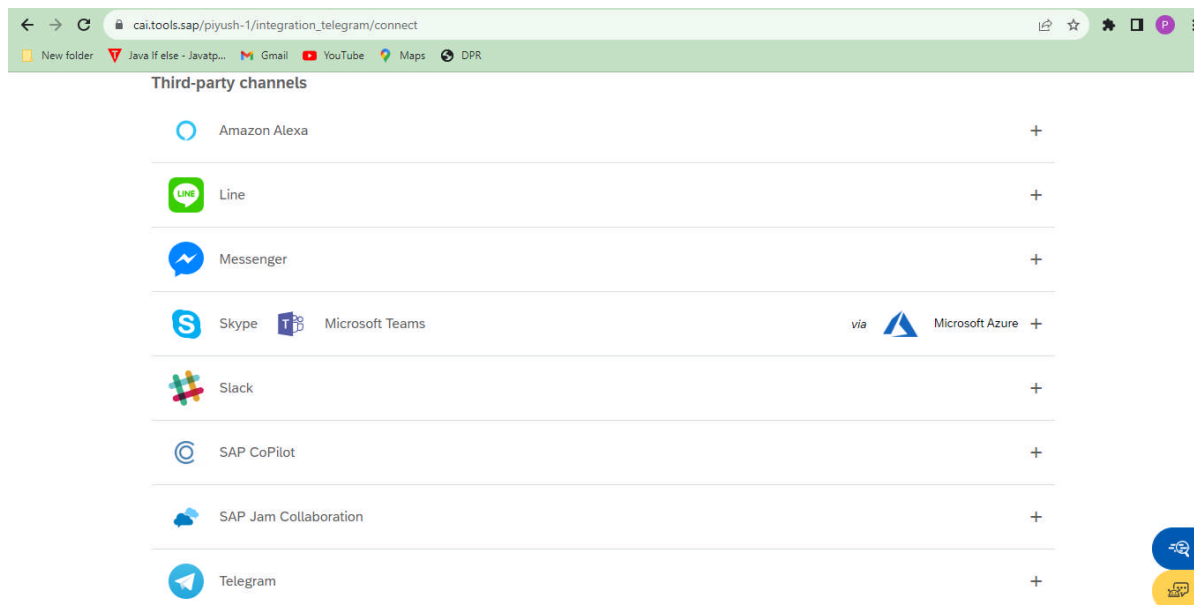 cai.tools.sap/piyush-1/integration_telegram/connect
P
New folder Java If else - Javatp... Gmail YouTube Maps DPR
Third-party channels
Amazon Alexa
LINE Line
Messenger
Skype Microsoft Teams via Microsoft Azure
Slack
SAP CoPilot
SAP Jam Collaboration
Telegram